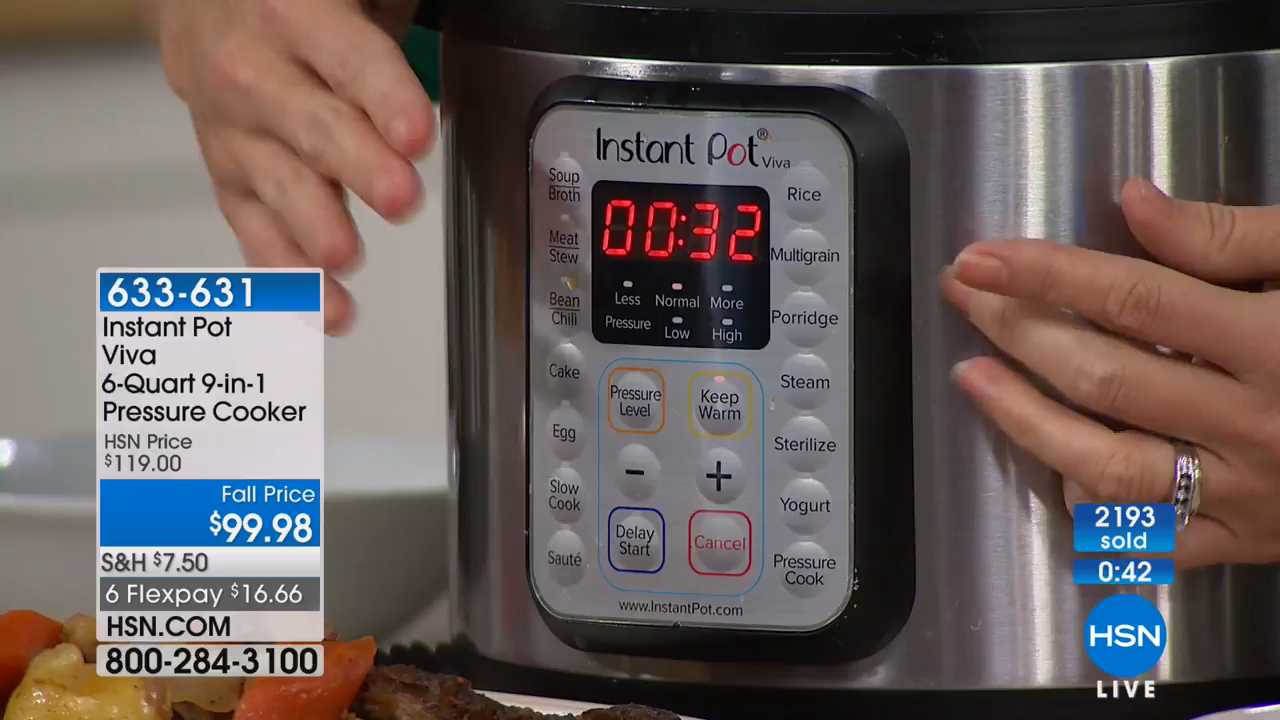 633-631
Instant Pot
Viva
6-Quart 9-in-1
Pressure Cooker
HSN Price
$119.00
Fall Price
$99.98
S&H $7.50
6 Flexpay $16.66
HSN.COM
800-284-3100
Instant Pot® Viva
00:32
Less Normal More
Pressure Low High
Soup
Broth
Meat
Stew
Bean
Chili
Cake
Egg
Slow
Cook
Sauté
Pressure
Level
Keep
Warm
- +
Delay
Start
Cancel
Rice
Multigrain
Porridge
Steam
Sterilize
Yogurt
Pressure
Cook
www.InstantPot.com
2193
sold
0:42
HSN
LIVE